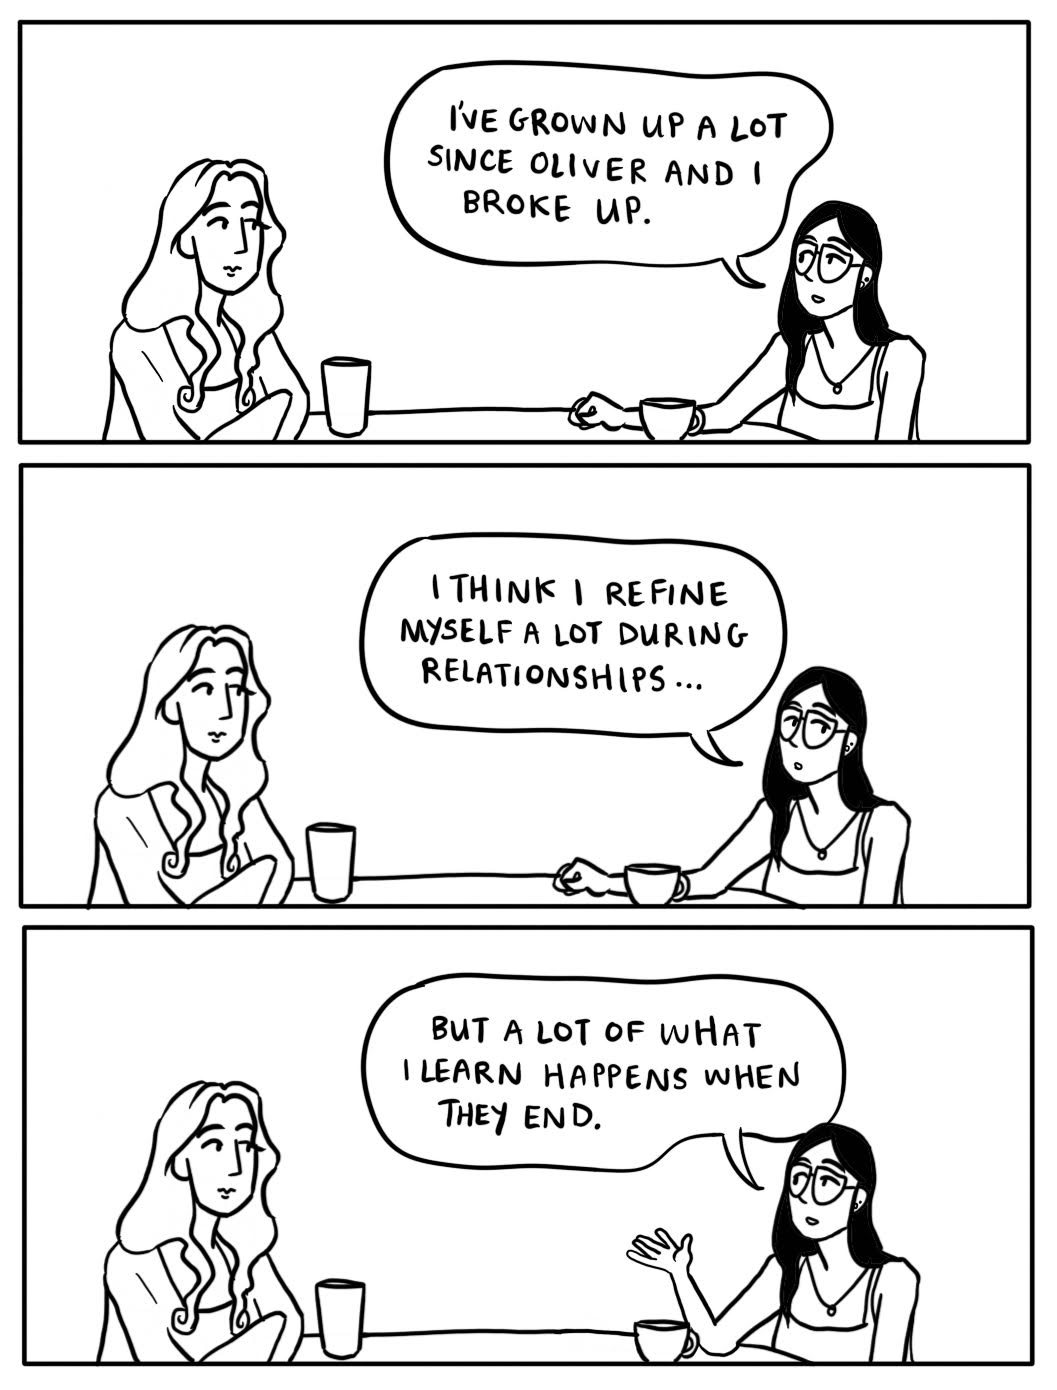 I'VE GROWN UP A LOT
SINCE OLIVER AND I
BROKE UP.
I THINK I REFINE
MYSELF A LOT DURING
RELATIONSHIPS...
BUT A LOT OF WHAT
I LEARN HAPPENS WHEN
THEY END.